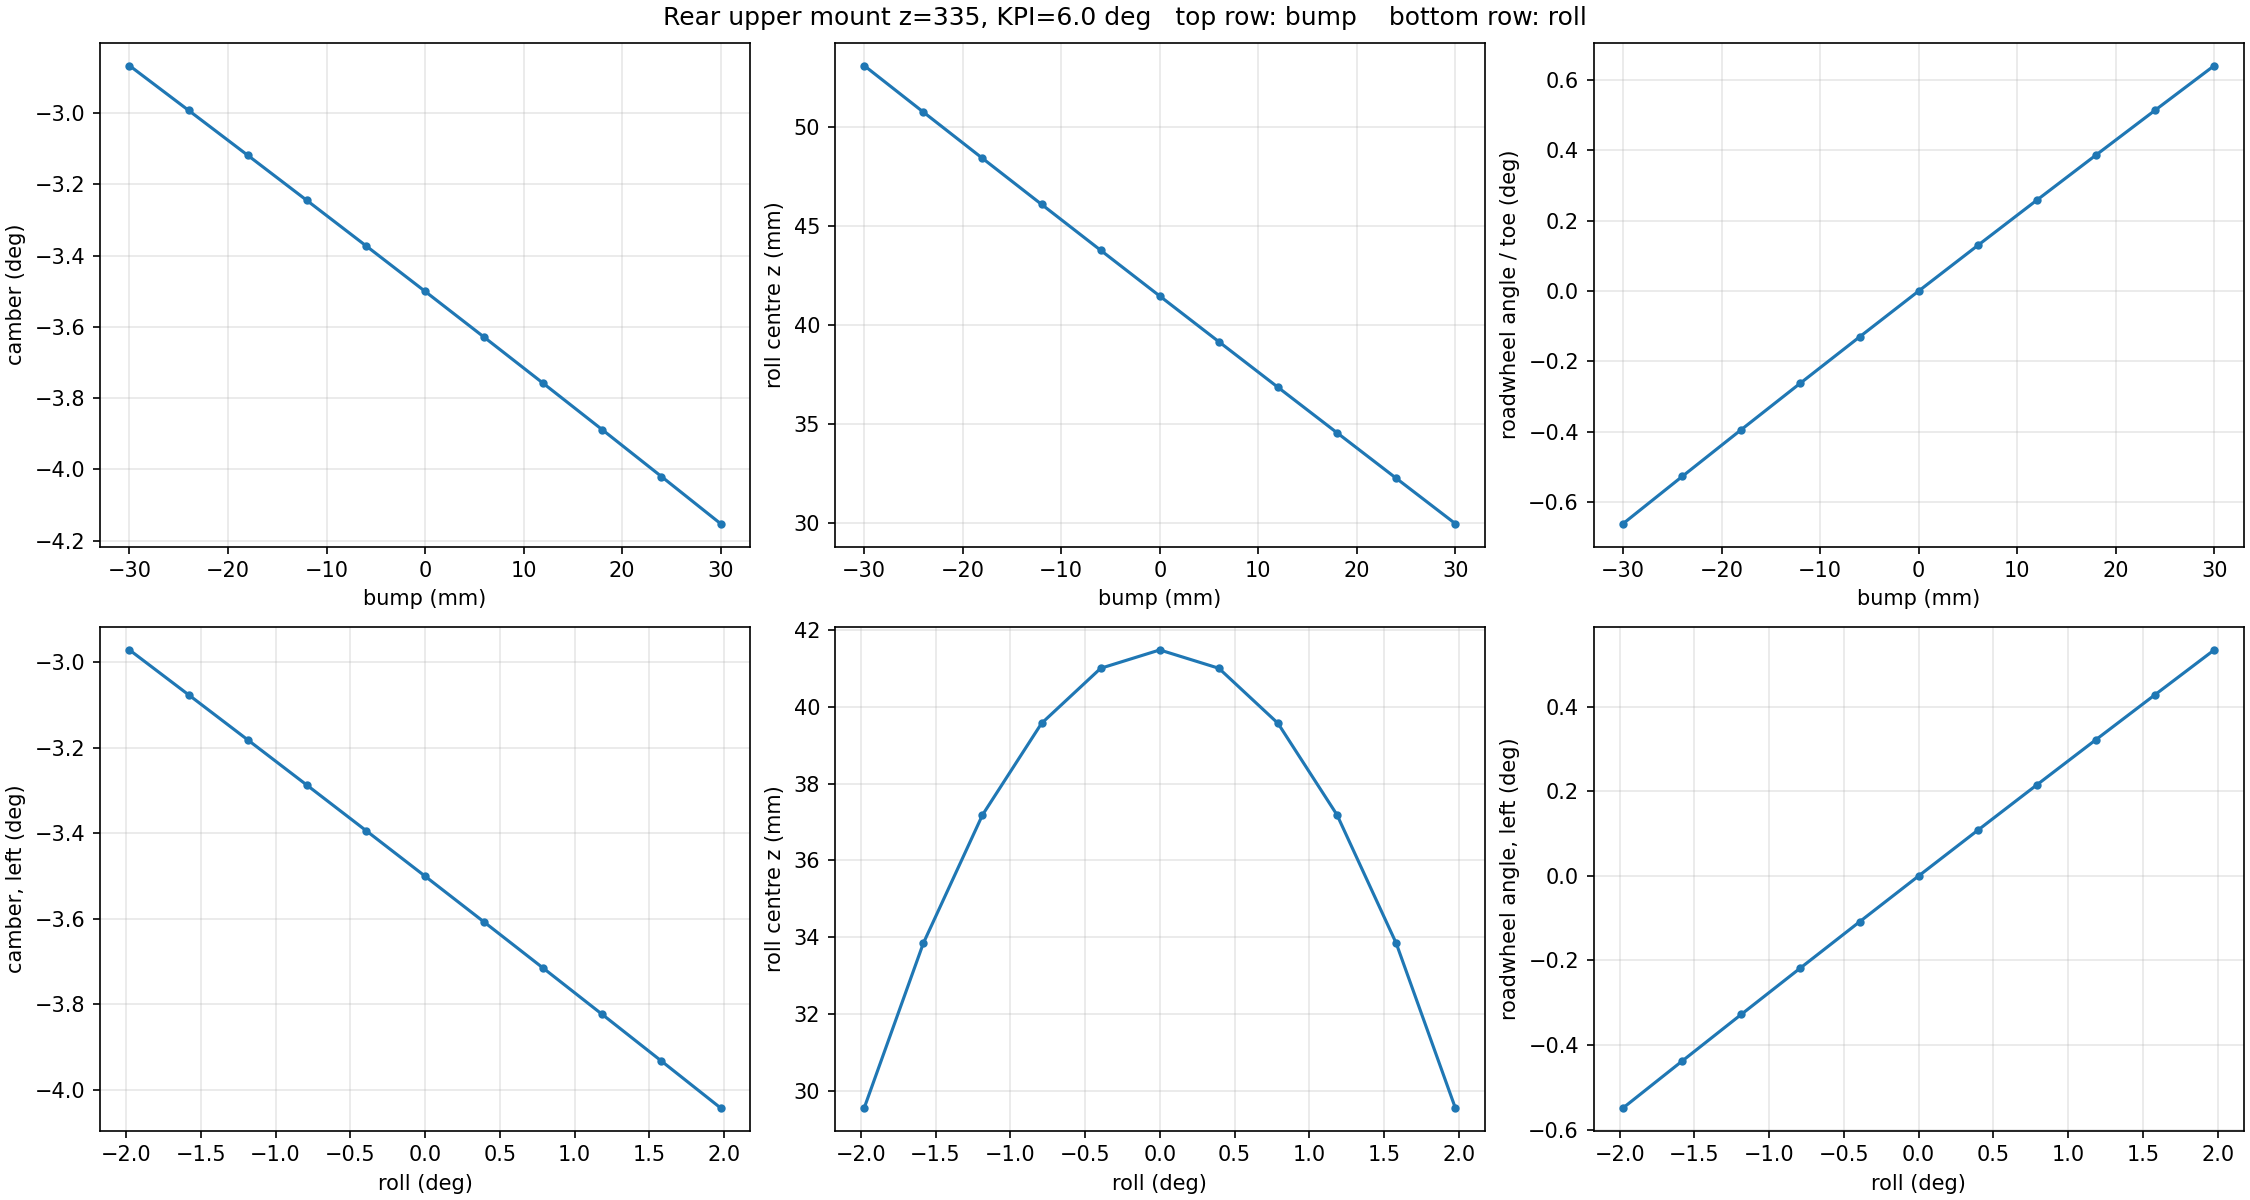 Rear upper mount z=335, KPI=6.0 deg   top row: bump    bottom row: roll
camber (deg)
−3.0
−3.2
−3.4
−3.6
−3.8
−4.0
−4.2
−30 −20 −10 0 10 20 30
bump (mm)
roll centre z (mm)
50
45
40
35
30
−30 −20 −10 0 10 20 30
bump (mm)
roadwheel angle / toe (deg)
0.6
0.4
0.2
0.0
−0.2
−0.4
−0.6
−30 −20 −10 0 10 20 30
bump (mm)
camber, left (deg)
−3.0
−3.2
−3.4
−3.6
−3.8
−4.0
−2.0 −1.5 −1.0 −0.5 0.0 0.5 1.0 1.5 2.0
roll (deg)
roll centre z (mm)
42
40
38
36
34
32
30
−2.0 −1.5 −1.0 −0.5 0.0 0.5 1.0 1.5 2.0
roll (deg)
roadwheel angle, left (deg)
0.4
0.2
0.0
−0.2
−0.4
−0.6
−2.0 −1.5 −1.0 −0.5 0.0 0.5 1.0 1.5 2.0
roll (deg)